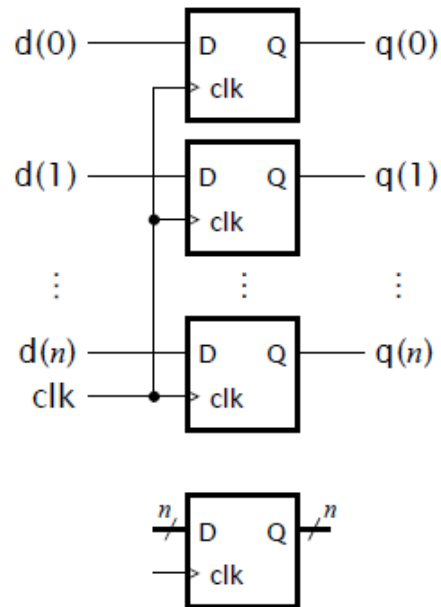 d(0) D Q q(0)
clk
d(1) D Q q(1)
clk
⋮ ⋮ ⋮
d(n) D Q q(n)
clk clk
n n
D Q
clk